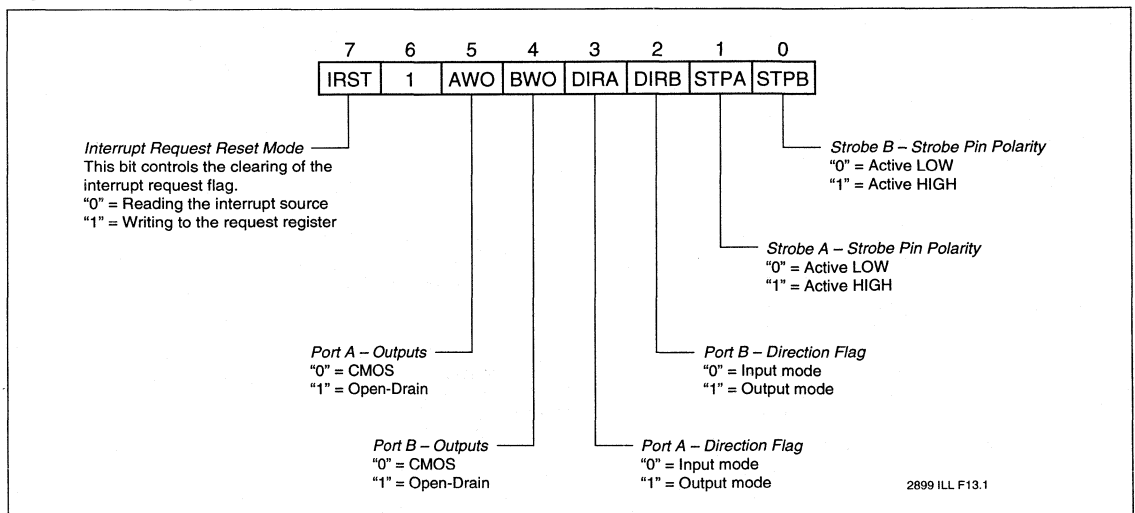 7 6 5 4 3 2 1 0
IRST 1 AWO BWO DIRA DIRB STPA STPB
Interrupt Request Reset Mode
This bit controls the clearing of the
interrupt request flag.
“0” = Reading the interrupt source
“1” = Writing to the request register
Strobe B – Strobe Pin Polarity
“0” = Active LOW
“1” = Active HIGH
Strobe A – Strobe Pin Polarity
“0” = Active LOW
“1” = Active HIGH
Port A – Outputs
“0” = CMOS
“1” = Open-Drain
Port B – Direction Flag
“0” = Input mode
“1” = Output mode
Port B – Outputs
“0” = CMOS
“1” = Open-Drain
Port A – Direction Flag
“0” = Input mode
“1” = Output mode
2899 ILL F13.1